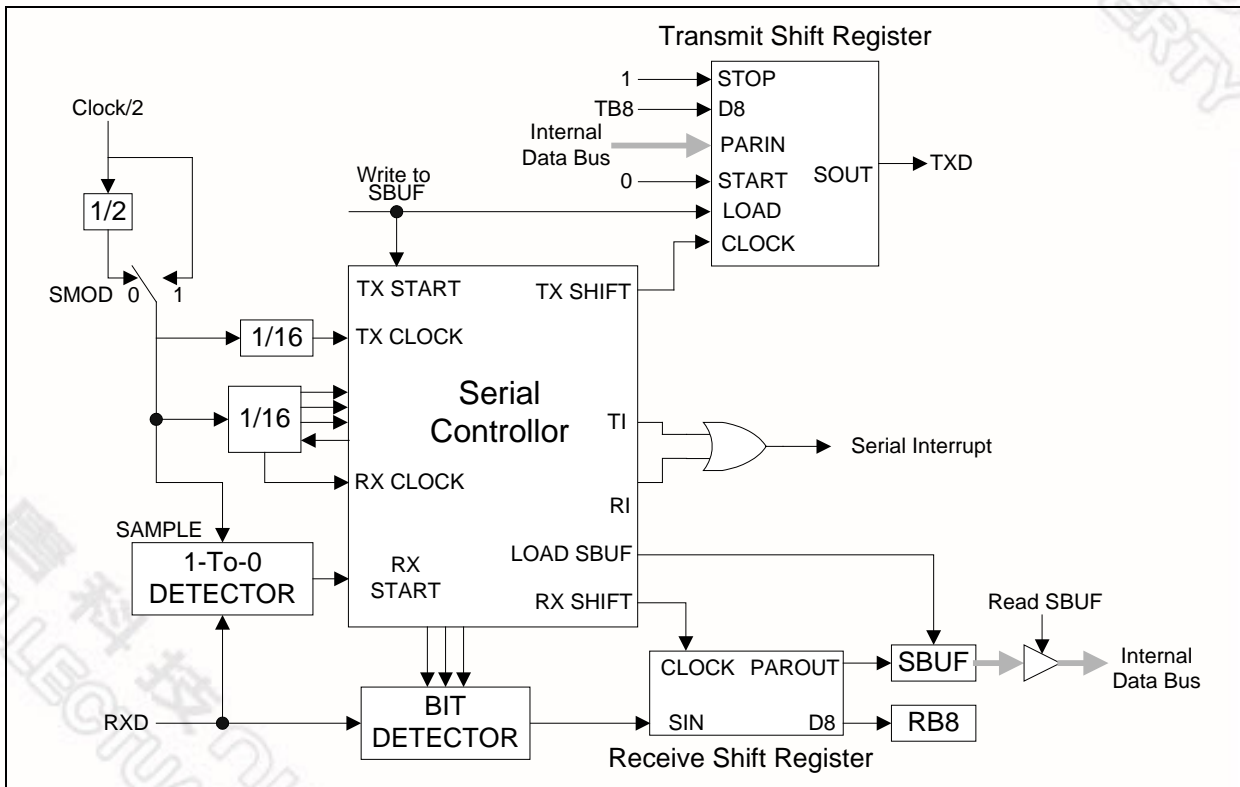 Transmit Shift Register
1
STOP
TB8
D8
Internal
Data Bus
PARIN
0
START
SOUT
TXD
LOAD
CLOCK
Clock/2
1/2
SMOD
0
1
Write to
SBUF
TX START
TX SHIFT
1/16
TX CLOCK
Serial
Controllor
1/16
TI
Serial Interrupt
RX CLOCK
RI
SAMPLE
1-To-0
DETECTOR
RX
START
LOAD SBUF
RX SHIFT
Read SBUF
CLOCK
PAROUT
SBUF
Internal
Data Bus
RXD
BIT
DETECTOR
SIN
D8
RB8
Receive Shift Register